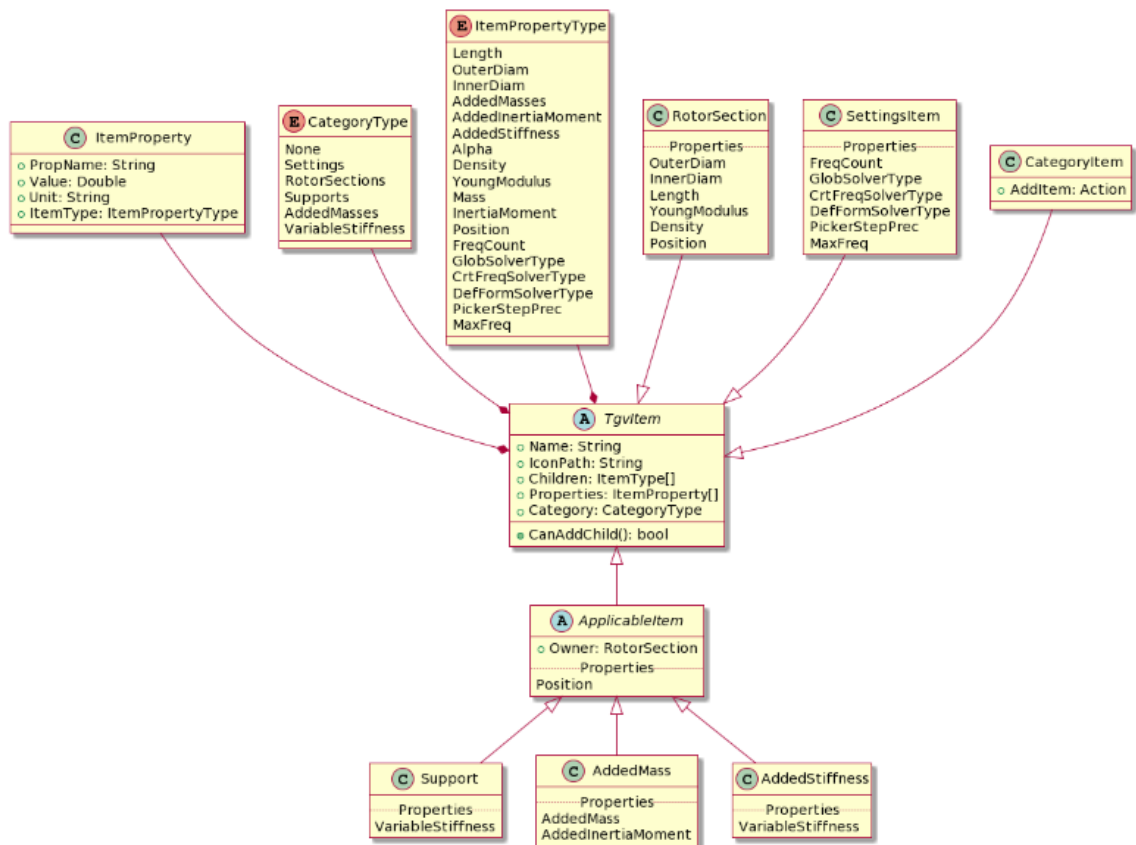 E ItemPropertyType
Length
OuterDiam
InnerDiam
AddedMasses
AddedInertiaMoment
AddedStiffness
Alpha
Density
YoungModulus
Mass
InertiaMoment
Position
FreqCount
GlobSolverType
CrtFreqSolverType
DefFormSolverType
PickerStepPrec
MaxFreq
C ItemProperty
PropName: String
Value: Double
Unit: String
ItemType: ItemPropertyType
E CategoryType
None
Settings
RotorSections
Supports
AddedMasses
VariableStiffness
C RotorSection
Properties
OuterDiam
InnerDiam
Length
YoungModulus
Density
Position
C SettingsItem
Properties
FreqCount
GlobSolverType
CrtFreqSolverType
DefFormSolverType
PickerStepPrec
MaxFreq
C CategoryItem
AddItem: Action
A TgvItem
Name: String
IconPath: String
Children: ItemType[]
Properties: ItemProperty[]
Category: CategoryType
CanAddChild(): bool
A ApplicableItem
Owner: RotorSection
Properties
Position
C Support
Properties
VariableStiffness
C AddedMass
Properties
AddedMass
AddedInertiaMoment
C AddedStiffness
Properties
VariableStiffness